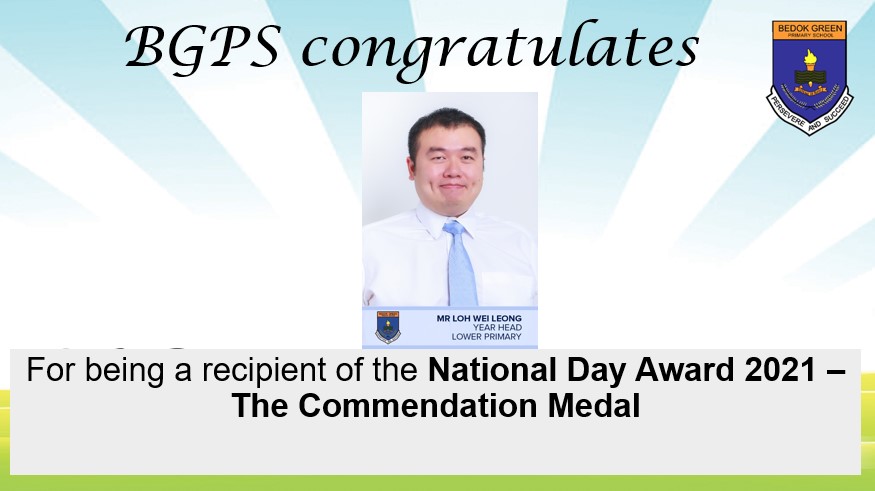 BGPS congratulates
BEDOK GREEN
PRIMARY SCHOOL
PERSEVERE AND SUCCEED
MR LOH WEI LEONG
YEAR HEAD
LOWER PRIMARY
For being a recipient of the National Day Award 2021 –
The Commendation Medal